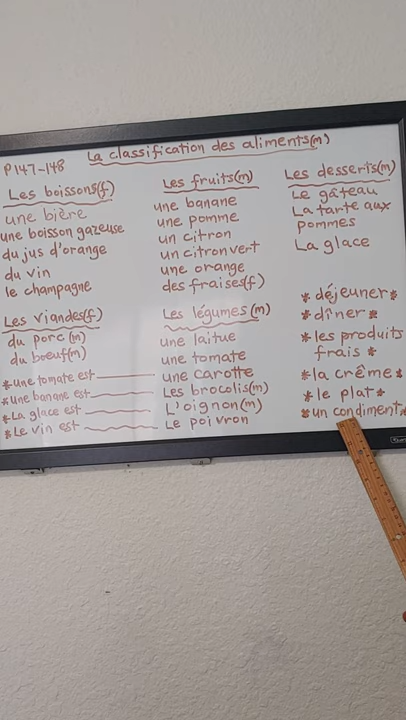 P147-148
La classification des aliments(m)
Les boissons(f)
une bière
une boisson gazeuse
du jus d'orange
du vin
le champagne
Les fruits(m)
une banane
une pomme
un citron
un citron vert
une orange
des fraises(f)
Les desserts(m)
Le gâteau
La tarte aux
pommes
La glace
Les viandes(f)
du porc(m)
du boeuf(m)
*une tomate est
*une banane est
*La glace est
*Le vin est
Les légumes(m)
une laitue
une tomate
une carotte
Les brocolis(m)
L'oignon(m)
Le poivron
*déjeuner*
*dîner*
*les produits
frais*
*la crême*
*le plat*
*un condiment*